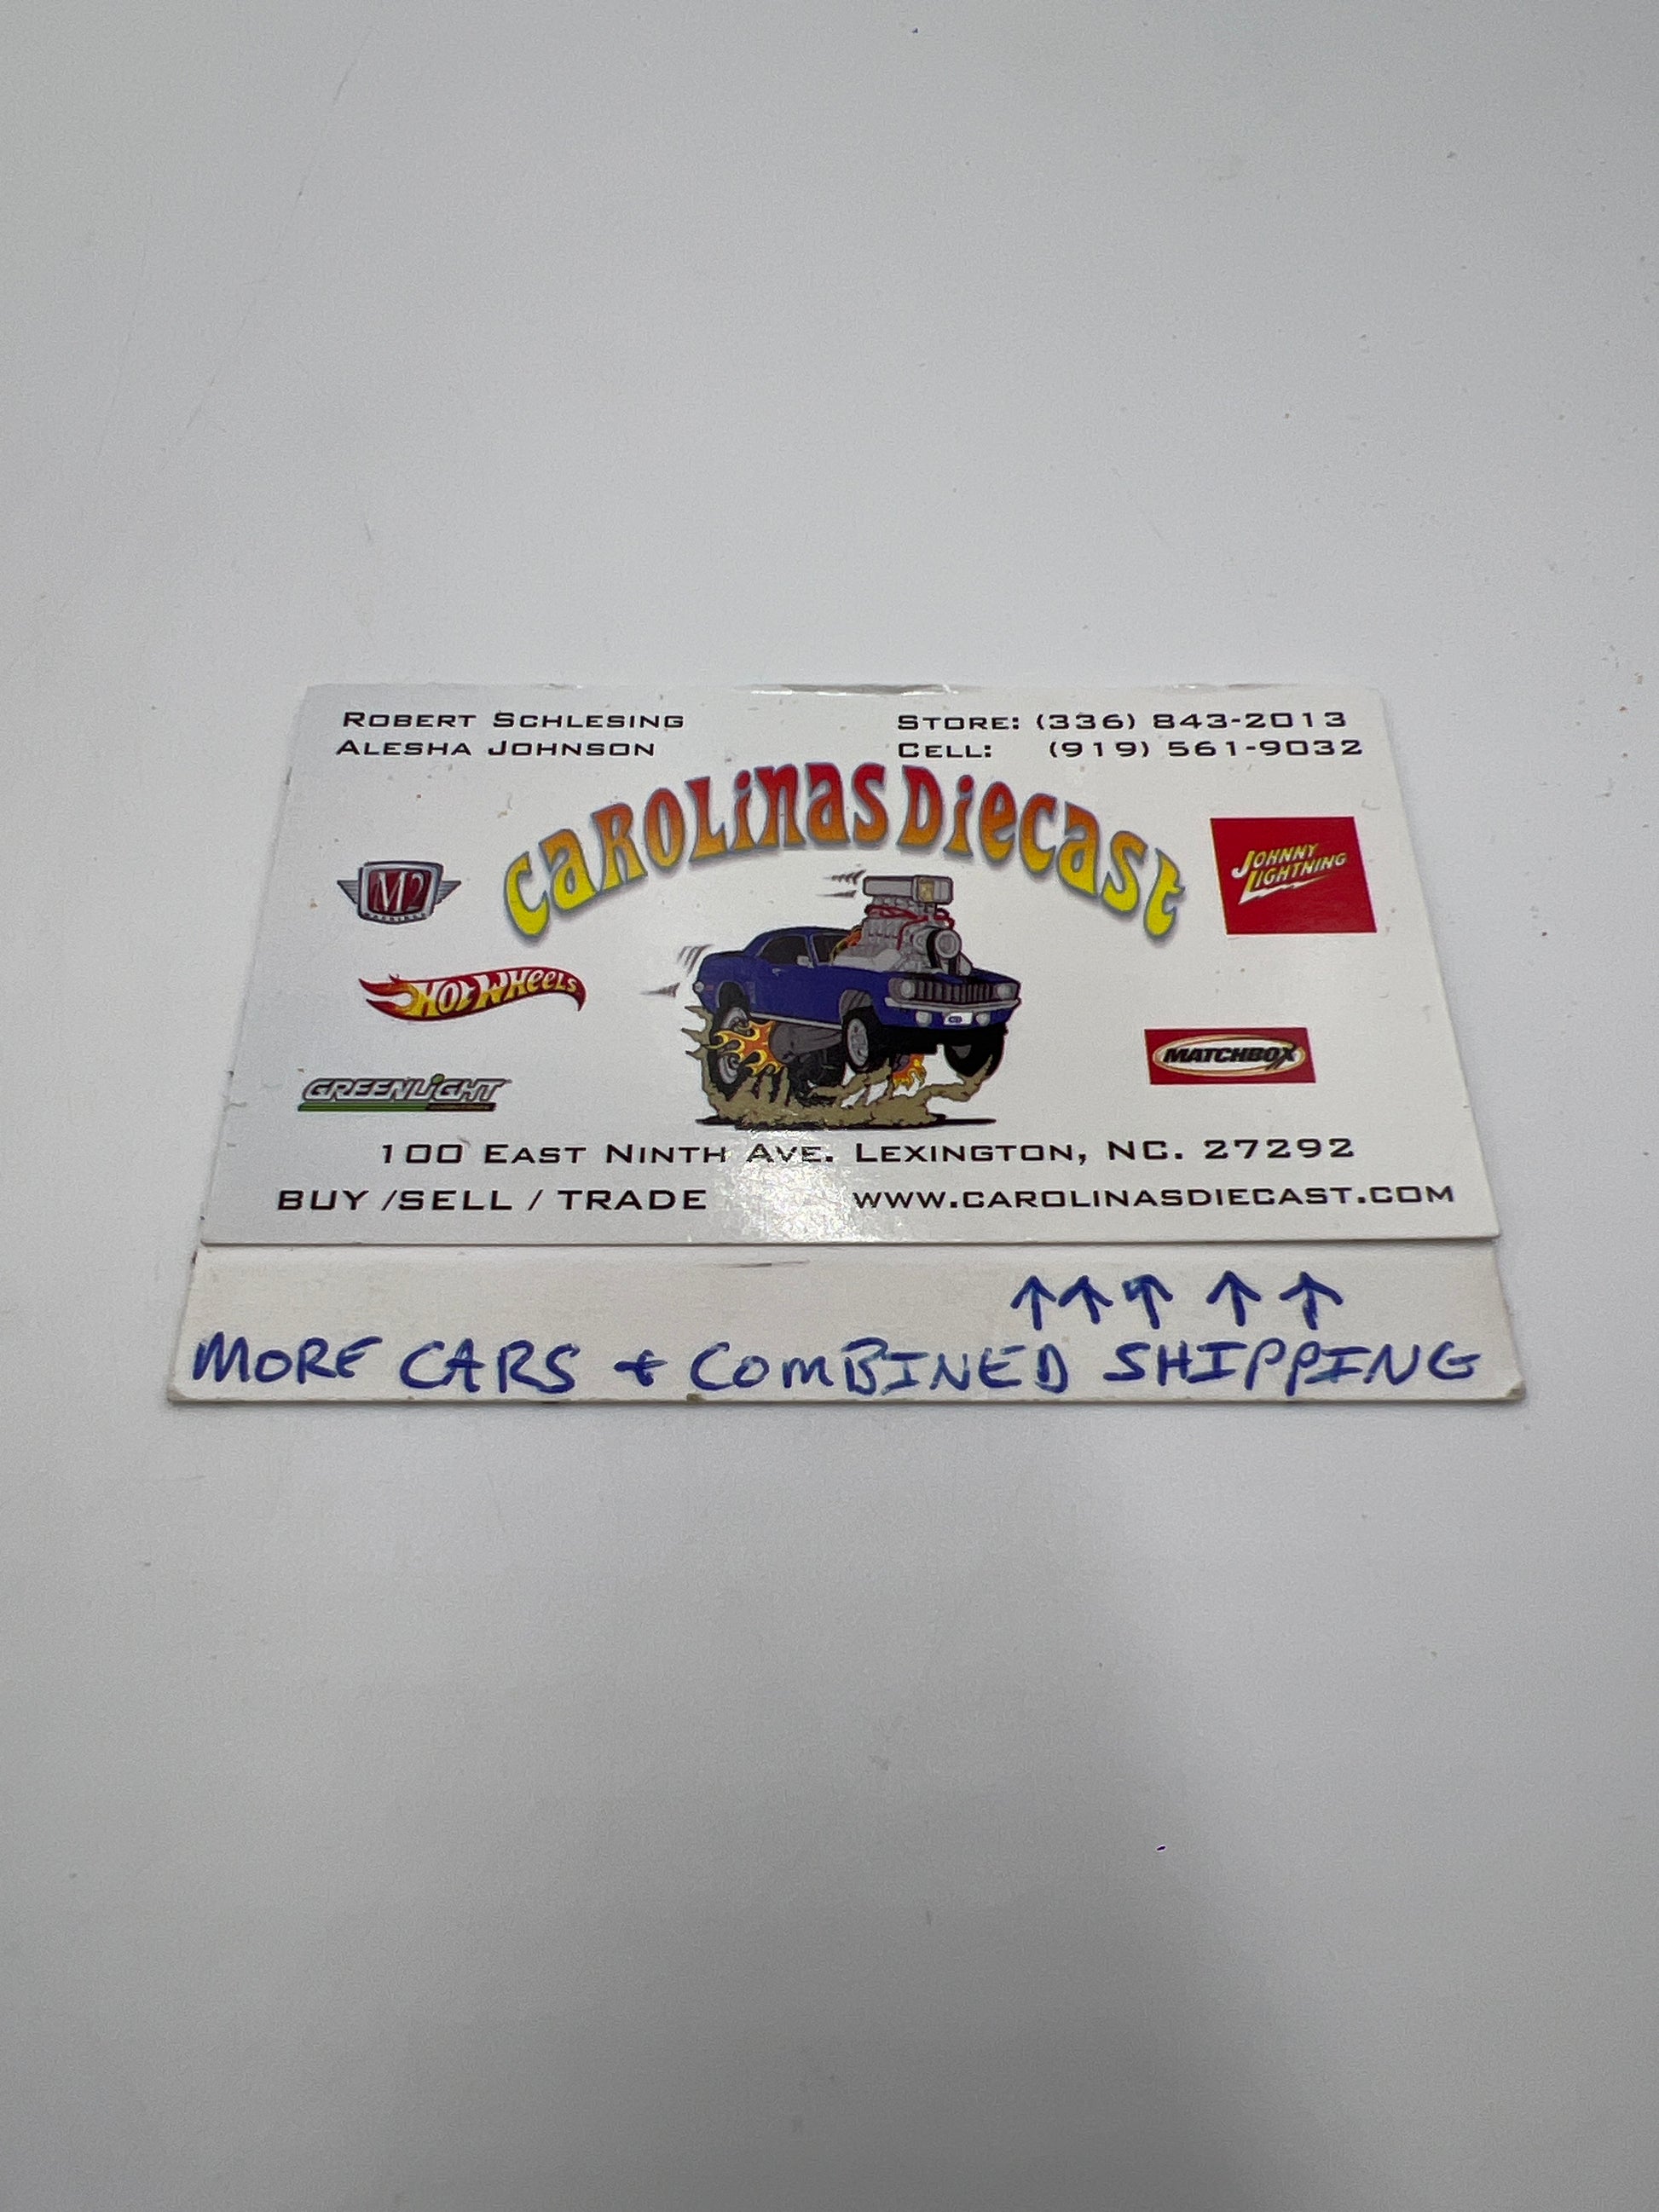 ROBERT SCHLESING
ALESHA JOHNSON
STORE: (336) 843-2013
CELL: (919) 561-9032
CAROLINAS DIECAST
M2
JOHNNY
LIGHTNING
HOT WHEELS
MATCHBOX
GREENLIGHT
100 EAST NINTH AVE. LEXINGTON, NC. 27292
BUY /SELL / TRADE
WWW.CAROLINASDIECAST.COM
↑↑↑ ↑ ↑
MORE CARS + COMBINED SHIPPING